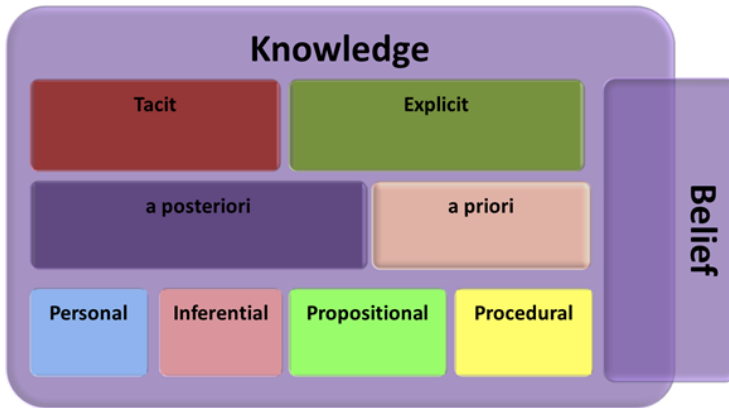 Knowledge
Tacit
Explicit
a posteriori
a priori
Personal
Inferential
Propositional
Procedural
Belief